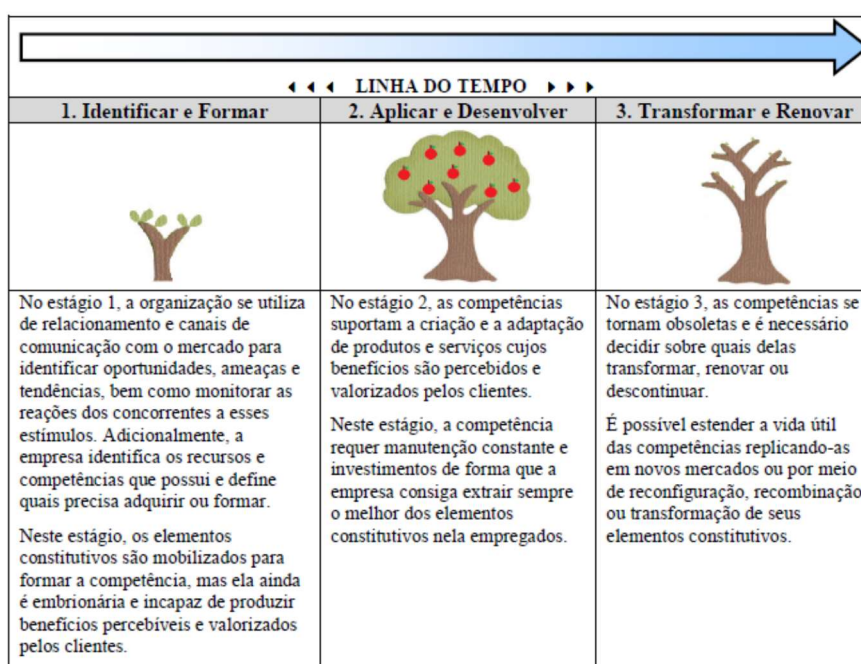 ◄ ◄ ◄ LINHA DO TEMPO ► ► ►
1. Identificar e Formar
2. Aplicar e Desenvolver
3. Transformar e Renovar
No estágio 1, a organização se utiliza
de relacionamento e canais de
comunicação com o mercado para
identificar oportunidades, ameaças e
tendências, bem como monitorar as
reações dos concorrentes a esses
estímulos. Adicionalmente, a
empresa identifica os recursos e
competências que possui e define
quais precisa adquirir ou formar.
Neste estágio, os elementos
constitutivos são mobilizados para
formar a competência, mas ela ainda
é embrionária e incapaz de produzir
benefícios percebíveis e valorizados
pelos clientes.
No estágio 2, as competências
suportam a criação e a adaptação
de produtos e serviços cujos
benefícios são percebidos e
valorizados pelos clientes.
Neste estágio, a competência
requer manutenção constante e
investimentos de forma que a
empresa consiga extrair sempre
o melhor dos elementos
constitutivos nela empregados.
No estágio 3, as competências se
tornam obsoletas e é necessário
decidir sobre quais delas
transformar, renovar ou
descontinuar.
É possível estender a vida útil
das competências replicando-as
em novos mercados ou por meio
de reconfiguração, recombinação
ou transformação de seus
elementos constitutivos.